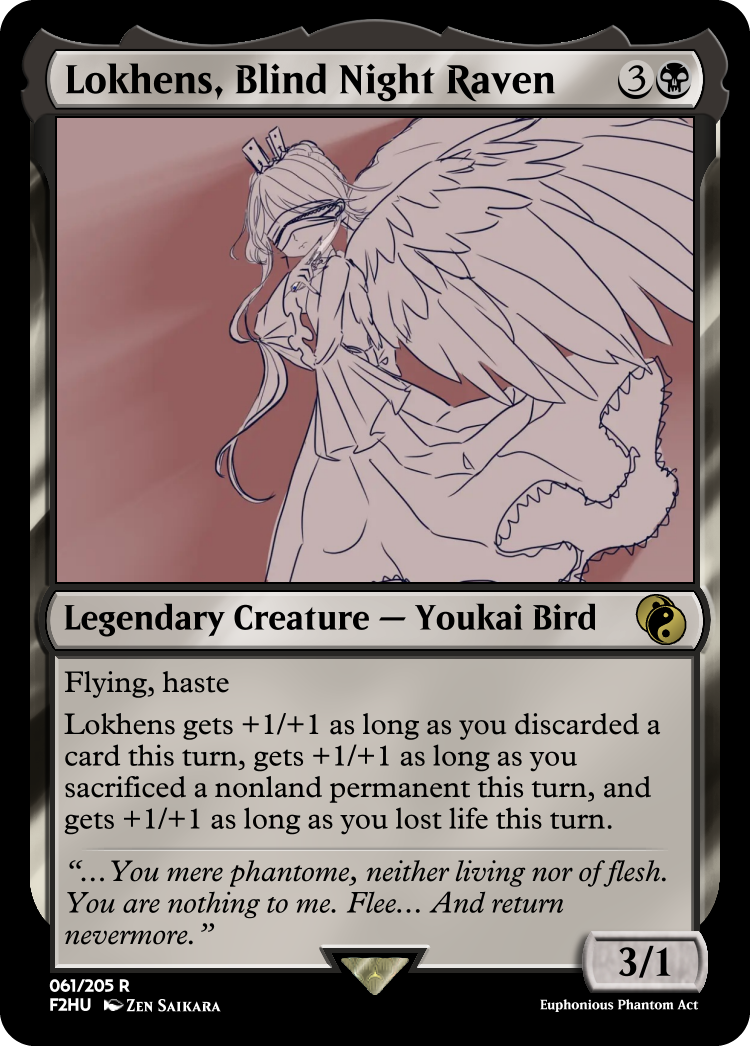 Lokhens, Blind Night Raven 3
Legendary Creature — Youkai Bird
Flying, haste
Lokhens gets +1/+1 as long as you discarded a
card this turn, gets +1/+1 as long as you
sacrificed a nonland permanent this turn, and
gets +1/+1 as long as you lost life this turn.
“…You mere phantome, neither living nor of flesh.
You are nothing to me. Flee… And return
nevermore.”
3/1
061/205 R
F2HU Zen Saikara
Euphonious Phantom Act